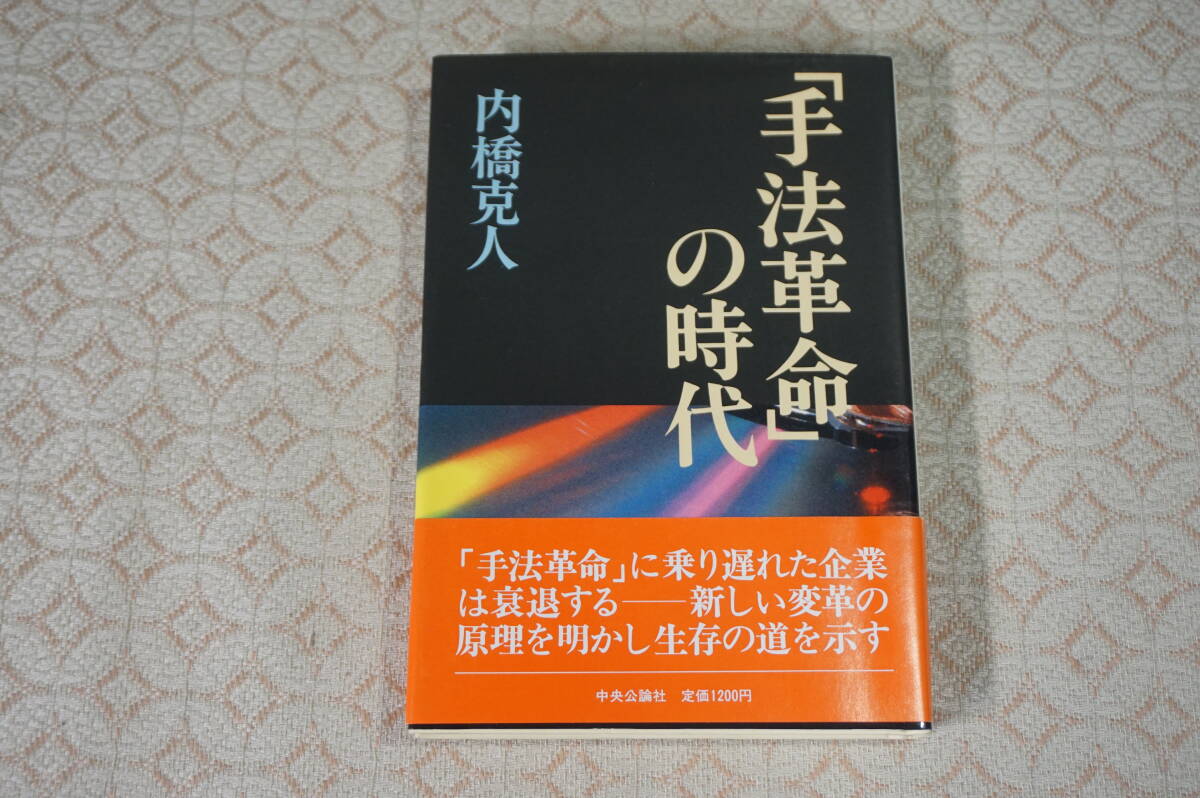 「手法革命」
の時代
内橋克人
「手法革命」に乗り遅れた企業
は衰退する──新しい変革の
原理を明かし生存の道を示す
中央公論社 定価1200円